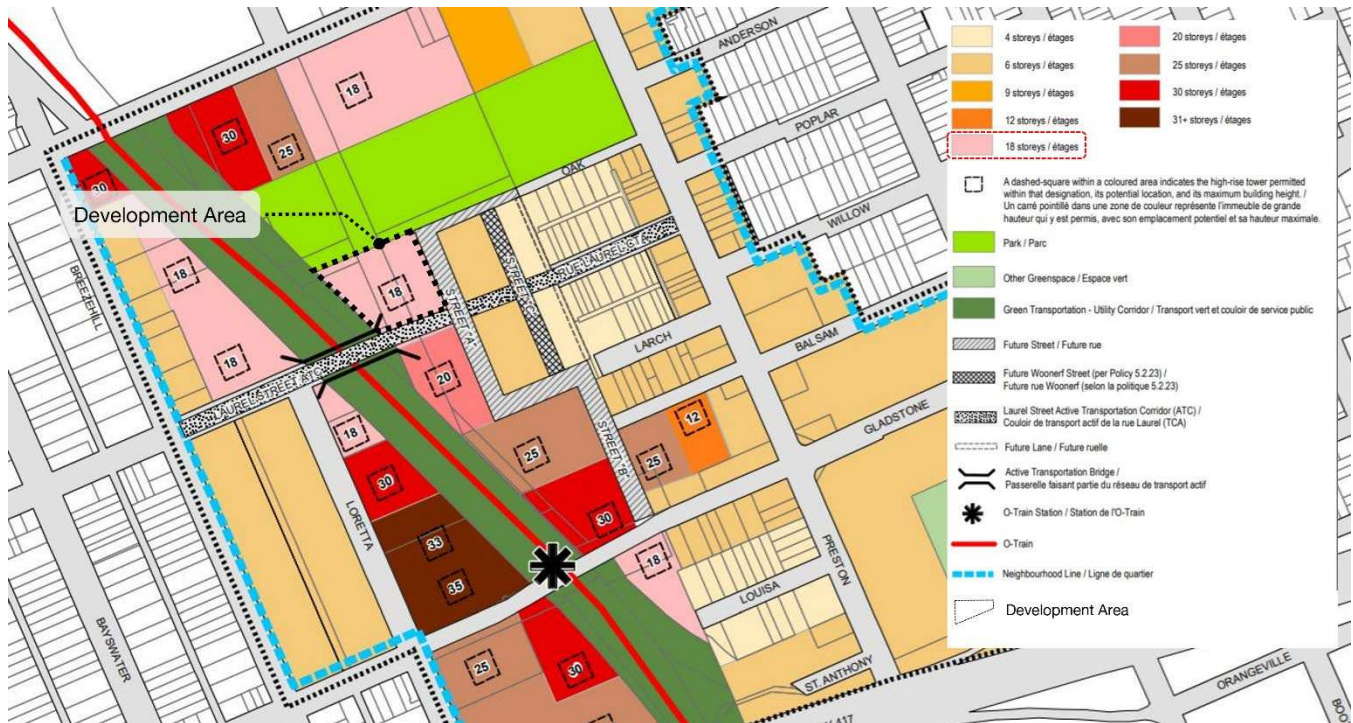 Development Area
30
25
18
30
18
18
18
18
20
25
30
33
35
30
25
12
18
25
30
ANDERSON
POPLAR
WILLOW
OAK
RUE LAUREL ST
STREET 'A'
STREET 'C'
STREET 'B'
LAUREL STREET ATC
LARCH
BALSAM
GLADSTONE
BREEZEHILL
LORETTA
BAYSWATER
PRESTON
LOUISA
ST. ANTHONY
417
ORANGEVILLE
4 storeys / étages
6 storeys / étages
9 storeys / étages
12 storeys / étages
18 storeys / étages
20 storeys / étages
25 storeys / étages
30 storeys / étages
31+ storeys / étages
A dashed-square within a coloured area indicates the high-rise tower permitted
within that designation, its potential location, and its maximum building height. /
Un carré pointillé dans une zone de couleur représente l'immeuble de grande
hauteur qui y est permis, avec son emplacement potentiel et sa hauteur maximale.
Park / Parc
Other Greenspace / Espace vert
Green Transportation - Utility Corridor / Transport vert et couloir de service public
Future Street / Future rue
Future Woonerf Street (per Policy 5.2.23) /
Future rue Woonerf (selon la politique 5.2.23)
Laurel Street Active Transportation Corridor (ATC) /
Couloir de transport actif de la rue Laurel (TCA)
Future Lane / Future ruelle
Active Transportation Bridge /
Passerelle faisant partie du réseau de transport actif
O-Train Station / Station de l'O-Train
O-Train
Neighbourhood Line / Ligne de quartier
Development Area